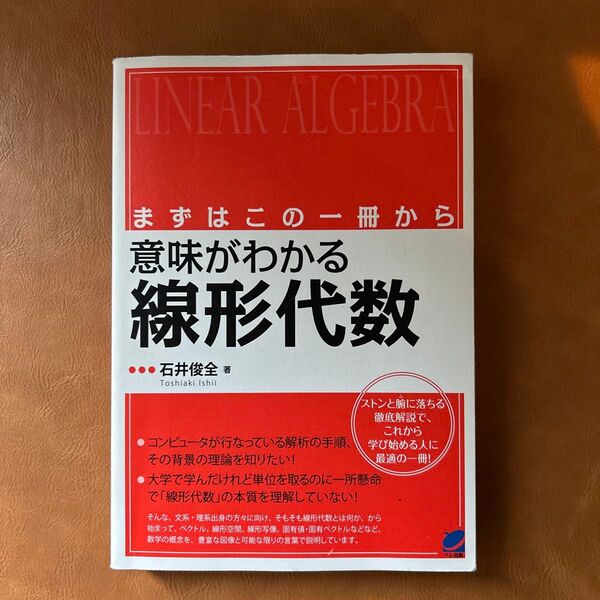 LINEAR ALGEBRA
まずはこの一冊から
意味がわかる
線形代数
●●● 石井俊全 著
Toshiaki Ishii
ストンと腑に落ちる
徹底解説で、
これから
学び始める人に
最適の一冊!
● コンピュータが行なっている解析の手順、
その背景の理論を知りたい!
● 大学で学んだけれど単位を取るのに一所懸命
で「線形代数」の本質を理解していない!
そんな、文系・理系出身の方々に向け、そもそも線形代数とは何か、から
始まって、ベクトル、線形空間、線形写像、固有値・固有ベクトルなどなど、
数学の概念を、豊富な図像と可能な限りの言葉で説明しています。
ベレ出版